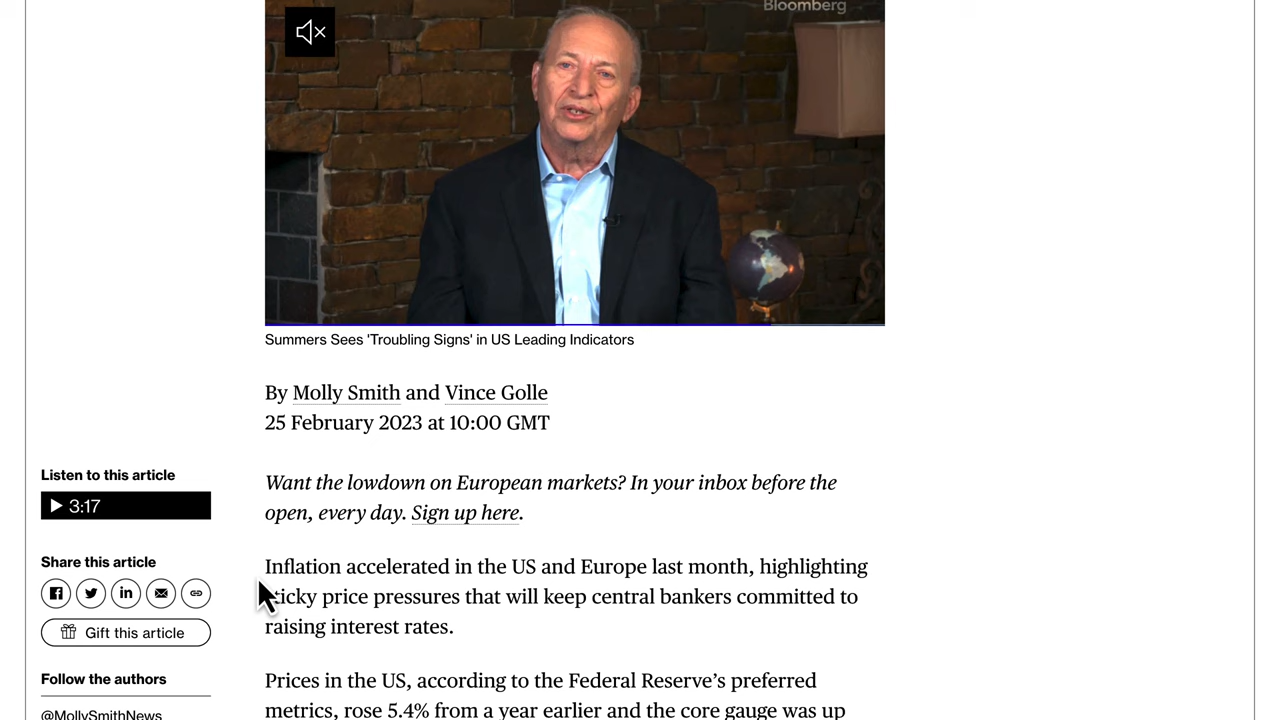 Bloomberg
Summers Sees 'Troubling Signs' in US Leading Indicators
By Molly Smith and Vince Golle
25 February 2023 at 10:00 GMT
Listen to this article
3:17
Share this article
Gift this article
Follow the authors
@MollySmithNews
Want the lowdown on European markets? In your inbox before the
open, every day. Sign up here.
Inflation accelerated in the US and Europe last month, highlighting
sticky price pressures that will keep central bankers committed to
raising interest rates.
Prices in the US, according to the Federal Reserve’s preferred
metrics, rose 5.4% from a year earlier and the core gauge was up